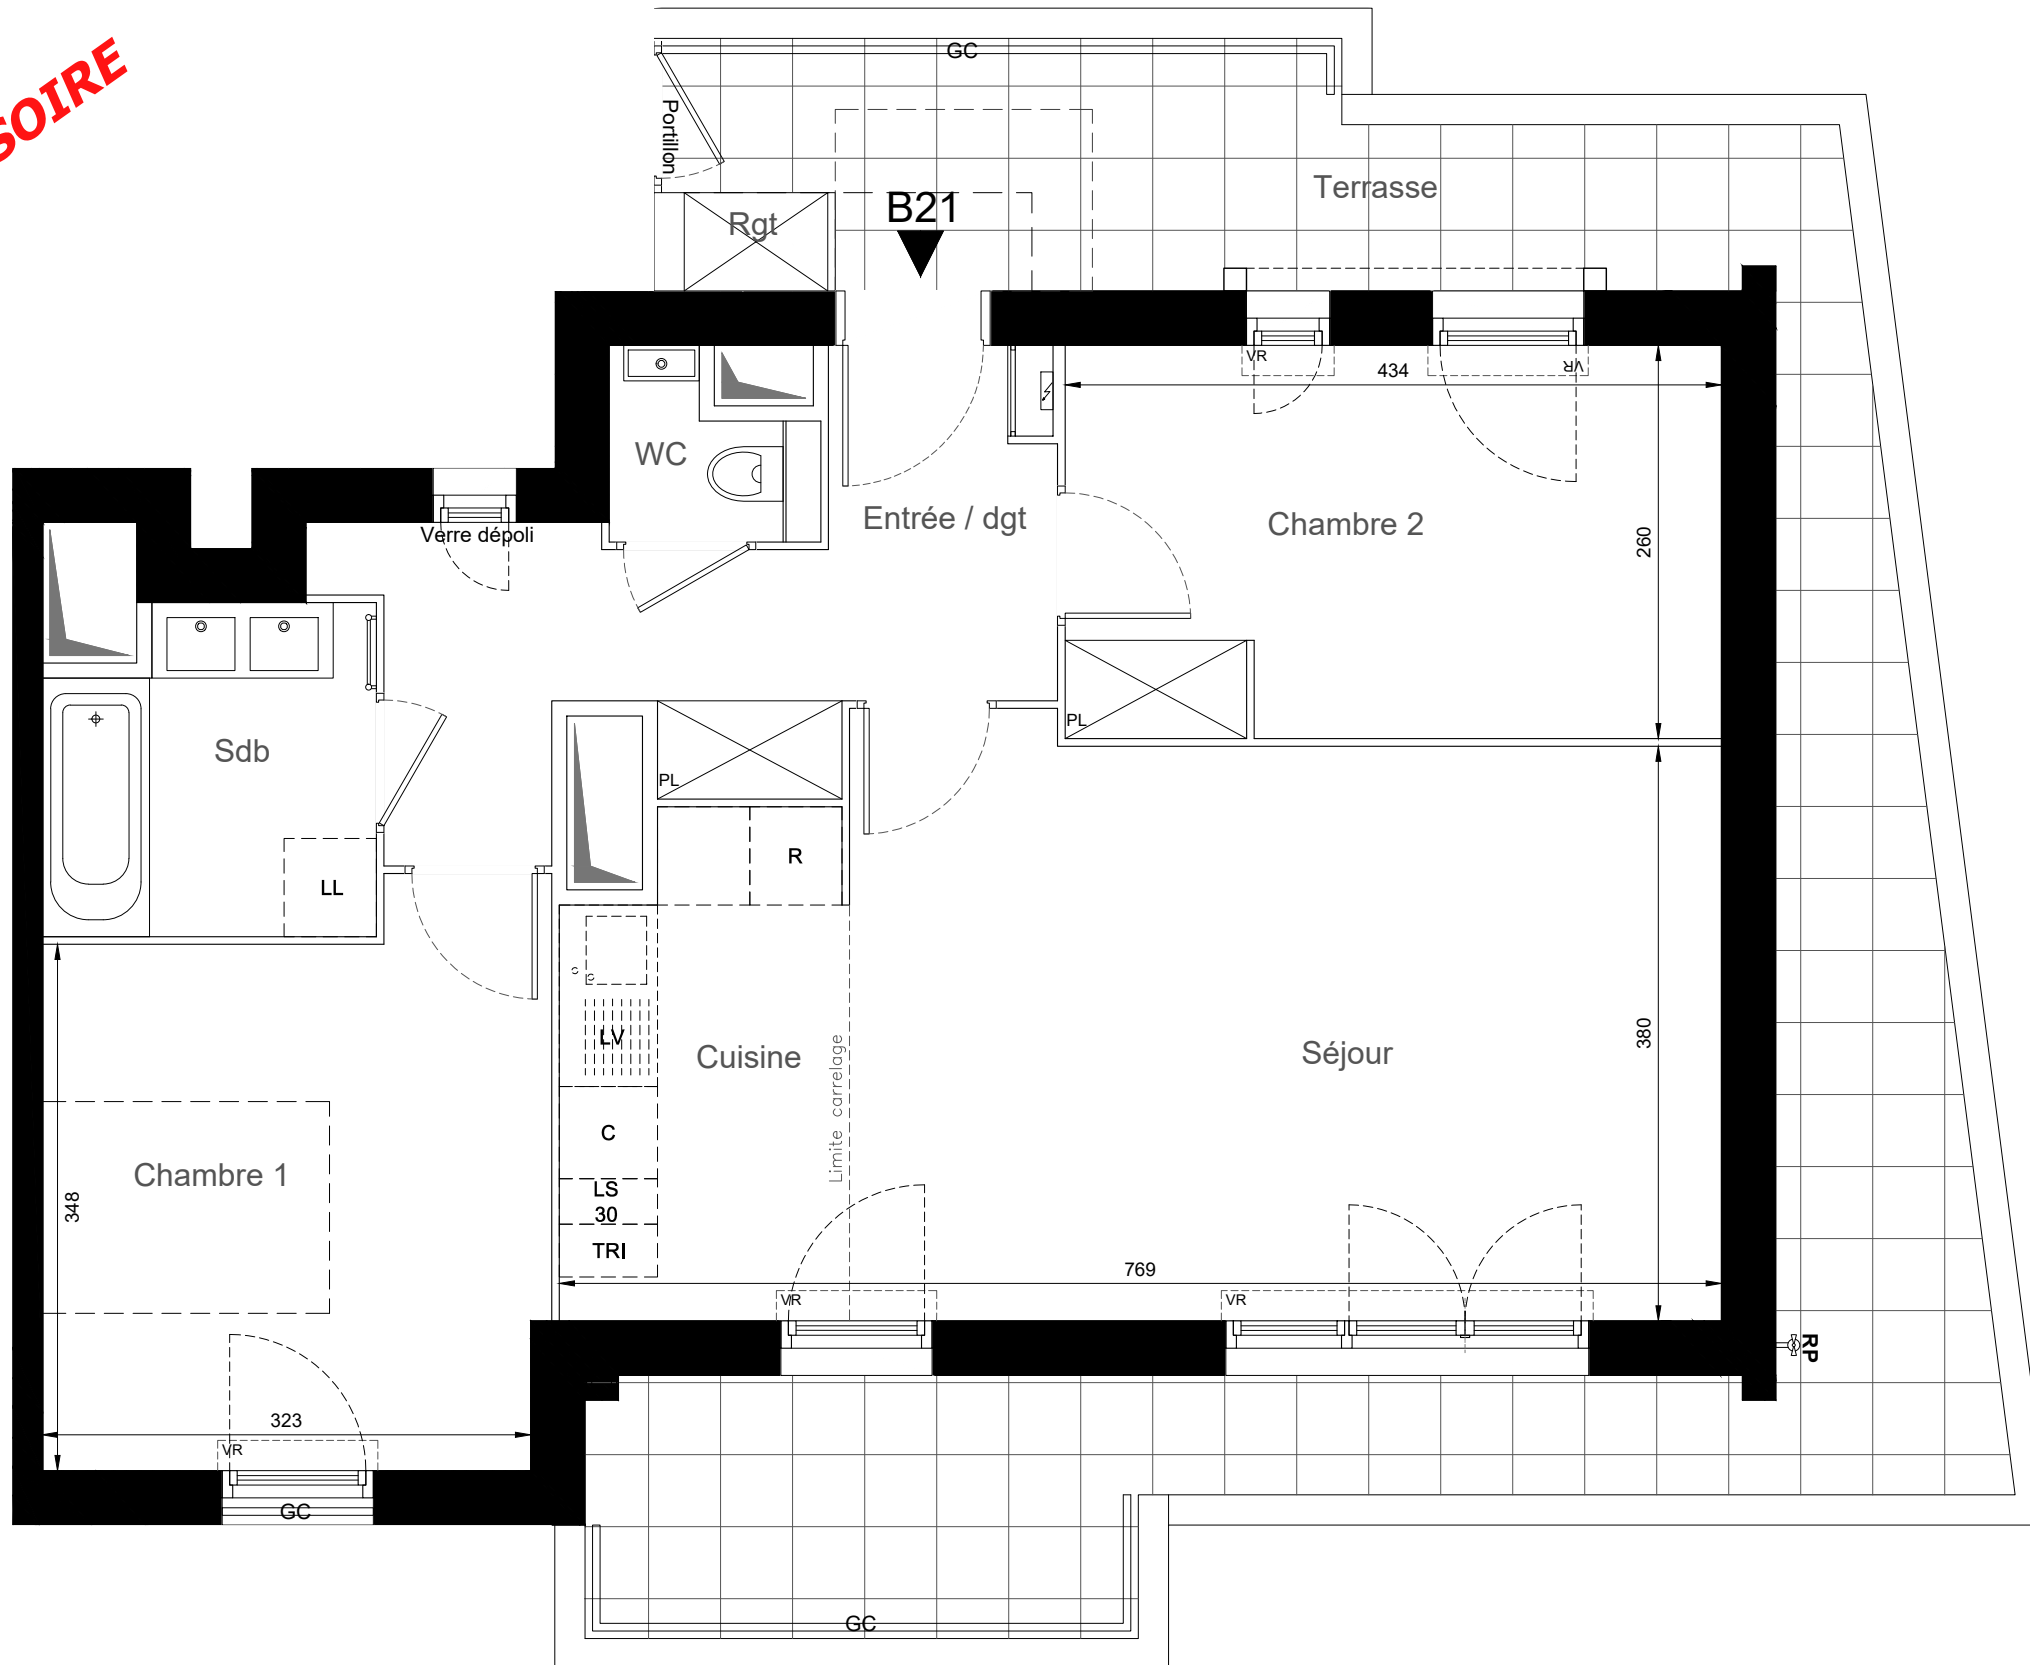 SOIRE
GC
Portillon
Terrasse
B21
Rgt
VR
VR
434
WC
Entrée / dgt
Chambre 2
260
Verre dépoli
PL
Sdb
PL
R
LL
LV
Cuisine
Limite carrelage
Séjour
380
C
Chambre 1
348
LS
30
TRI
769
VR
VR
RP
323
VR
GC
GC